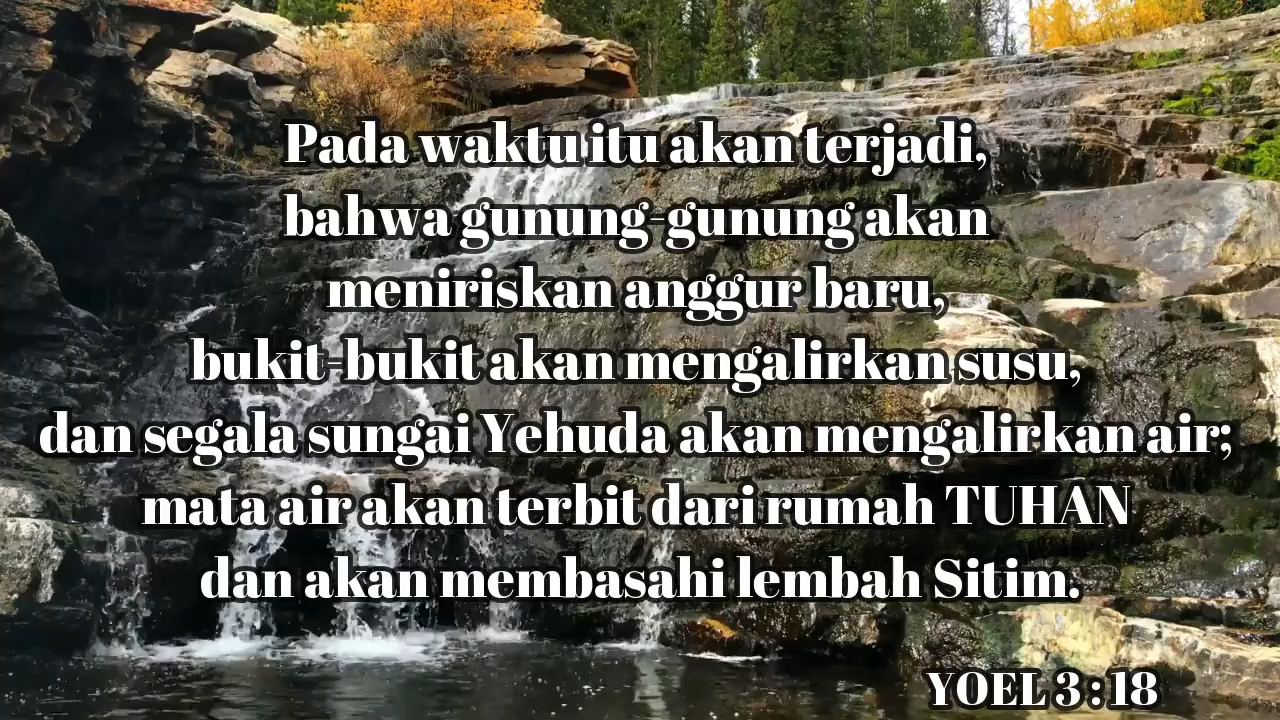 Pada waktu itu akan terjadi,
bahwa gunung-gunung akan
meniriskan anggur baru,
bukit-bukit akan mengalirkan susu,
dan segala sungai Yehuda akan mengalirkan air;
mata air akan terbit dari rumah TUHAN
dan akan membasahi lembah Sitim.
YOEL 3 : 18